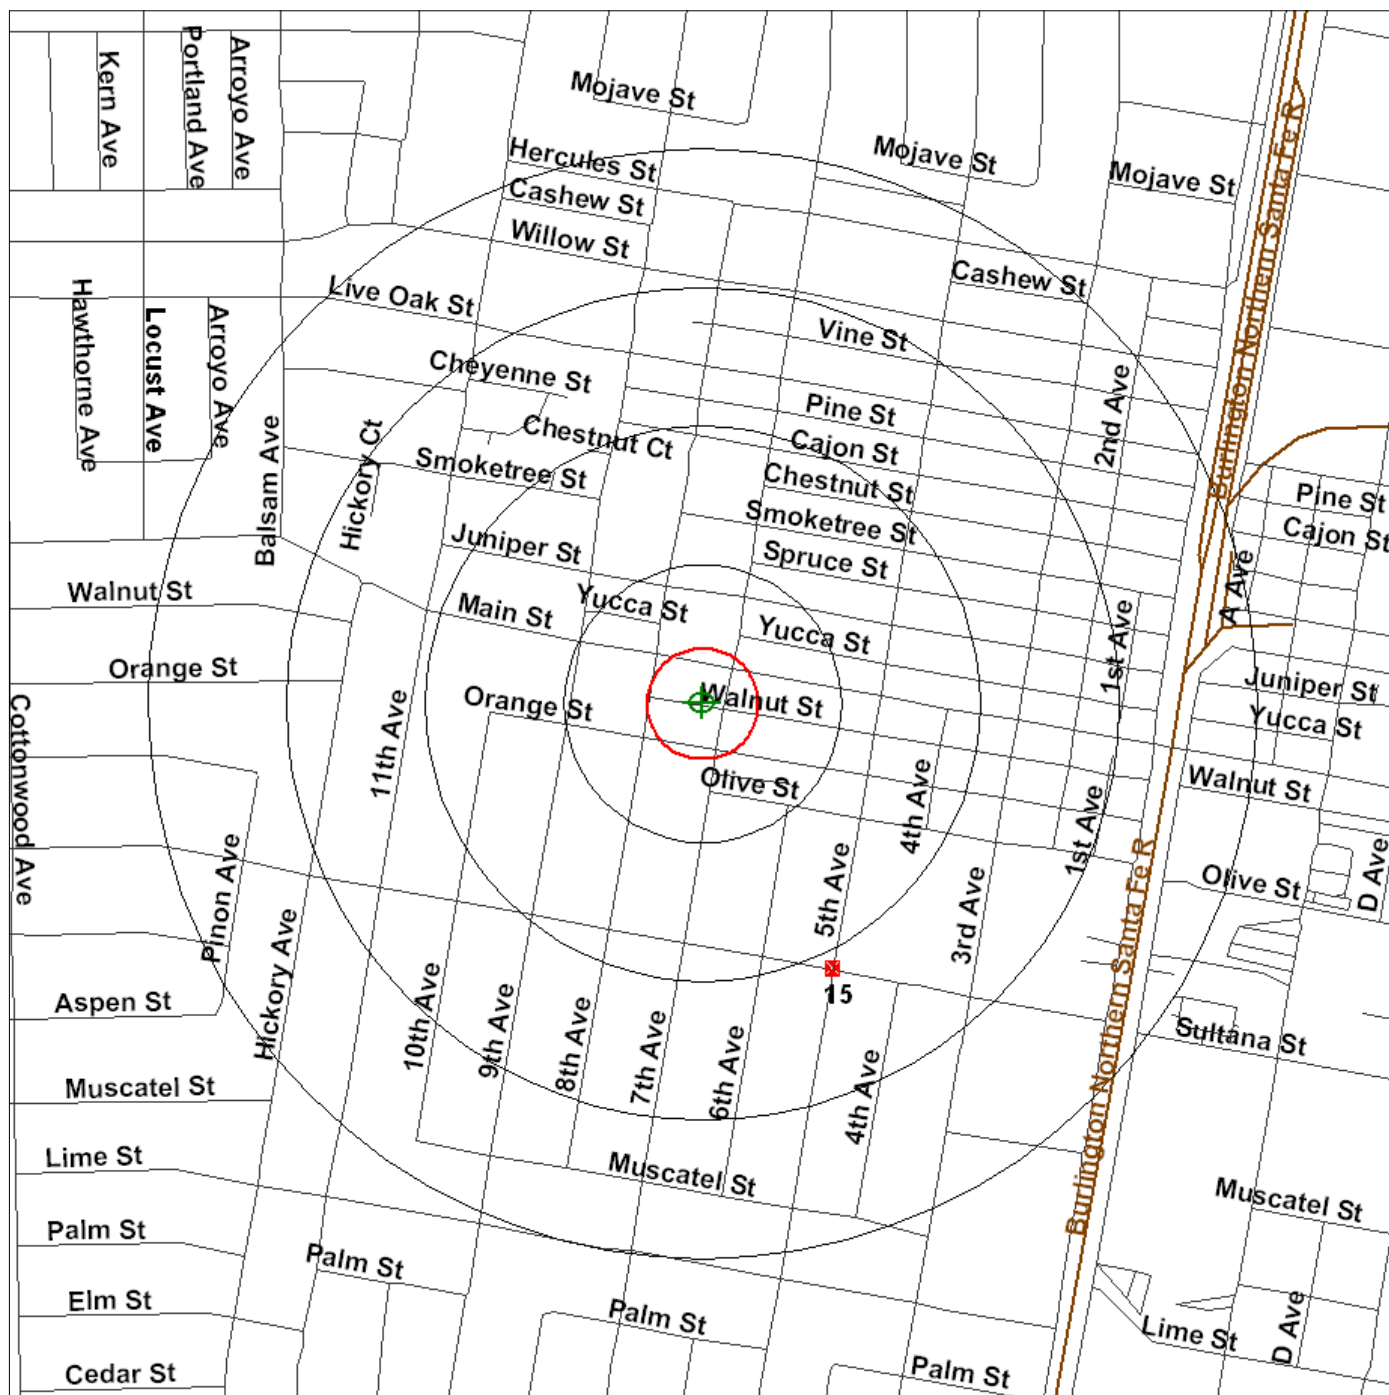 Kern Ave
Portland Ave
Arroyo Ave
Mojave St
Mojave St
Mojave St
Hercules St
Cashew St
Willow St
Cashew St
Live Oak St
Vine St
Burlington Northern Santa Fe R
Hawthorne Ave
Locust Ave
Arroyo Ave
Cheyenne St
Pine St
2nd Ave
Balsam Ave
Hickory Ct
Chestnut Ct
Cajon St
Smoketree St
Chestnut St
Pine St
Smoketree St
Cajon St
Juniper St
Spruce St
A Ave
Walnut St
Main St
Yucca St
Yucca St
1st Ave
Orange St
Juniper St
Orange St
Walnut St
Yucca St
Cottonwood Ave
11th Ave
Olive St
4th Ave
Walnut St
1st Ave
Pinon Ave
5th Ave
3rd Ave
Olive St
D Ave
Hickory Ave
15
Aspen St
10th Ave
9th Ave
8th Ave
7th Ave
6th Ave
4th Ave
Burlington Northern Santa Fe R
Sultana St
Muscatel St
Lime St
Muscatel St
Muscatel St
Palm St
Palm St
Elm St
Palm St
Lime St
D Ave
Cedar St
Palm St